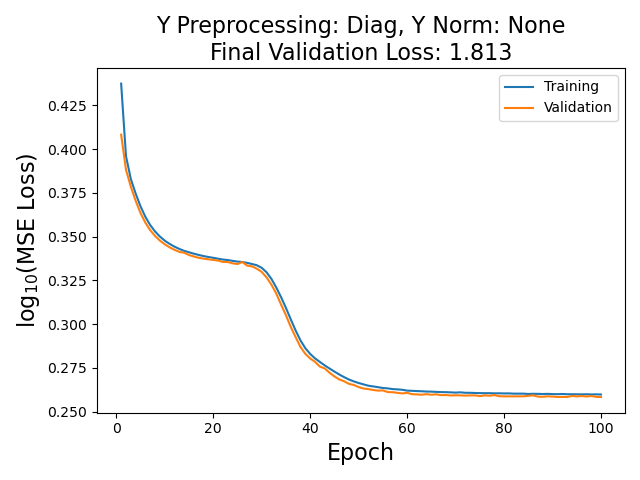 Y Preprocessing: Diag, Y Norm: None
Final Validation Loss: 1.813
Training
Validation
0.425
0.400
0.375
0.350
0.325
0.300
0.275
0.250
log₁₀(MSE Loss)
0
20
40
60
80
100
Epoch